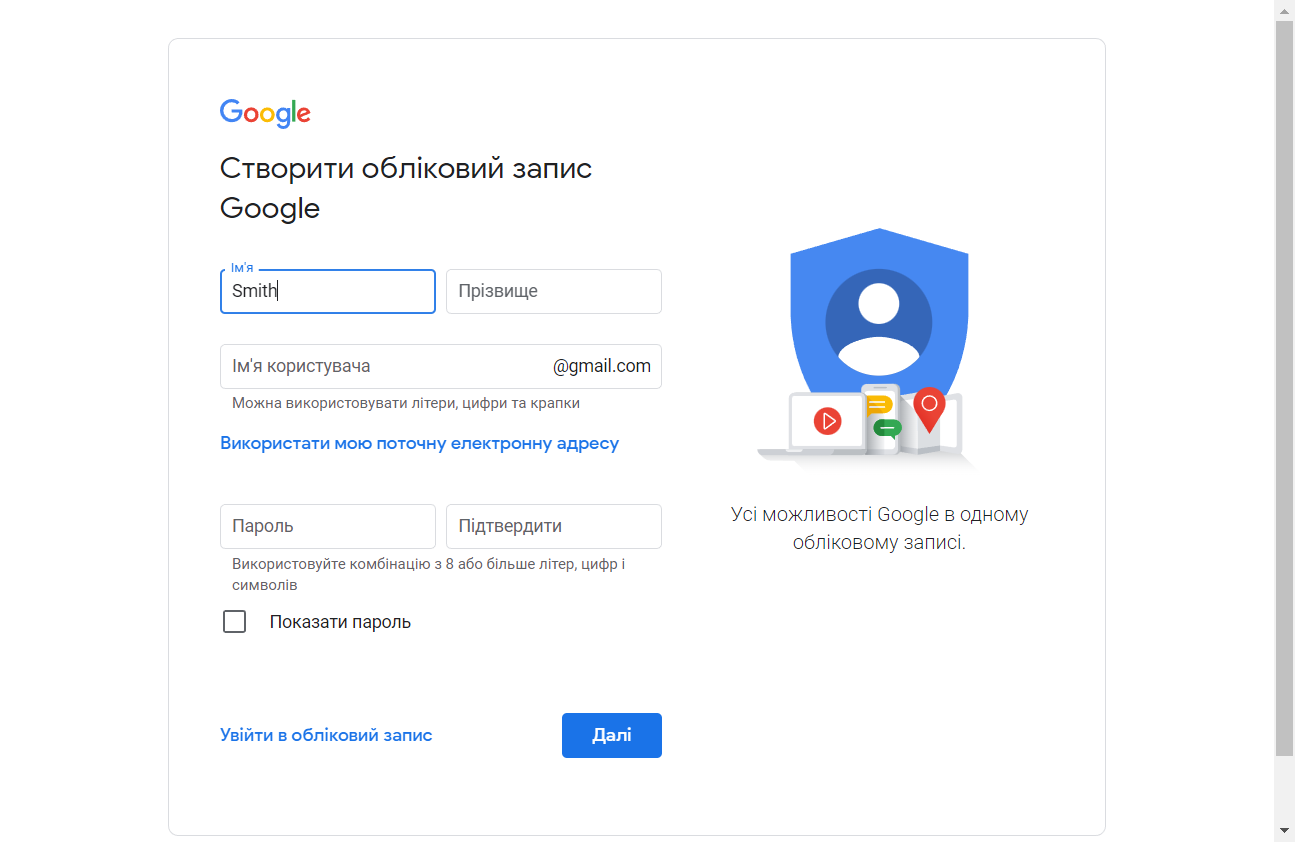 Google
Створити обліковий запис
Google
Ім'я
Smith
Прізвище
Ім'я користувача
@gmail.com
Можна використовувати літери, цифри та крапки
Використати мою поточну електронну адресу
Пароль
Підтвердити
Використовуйте комбінацію з 8 або більше літер, цифр і
символів
Показати пароль
Увійти в обліковий запис
Далі
Усі можливості Google в одному
обліковому записі.